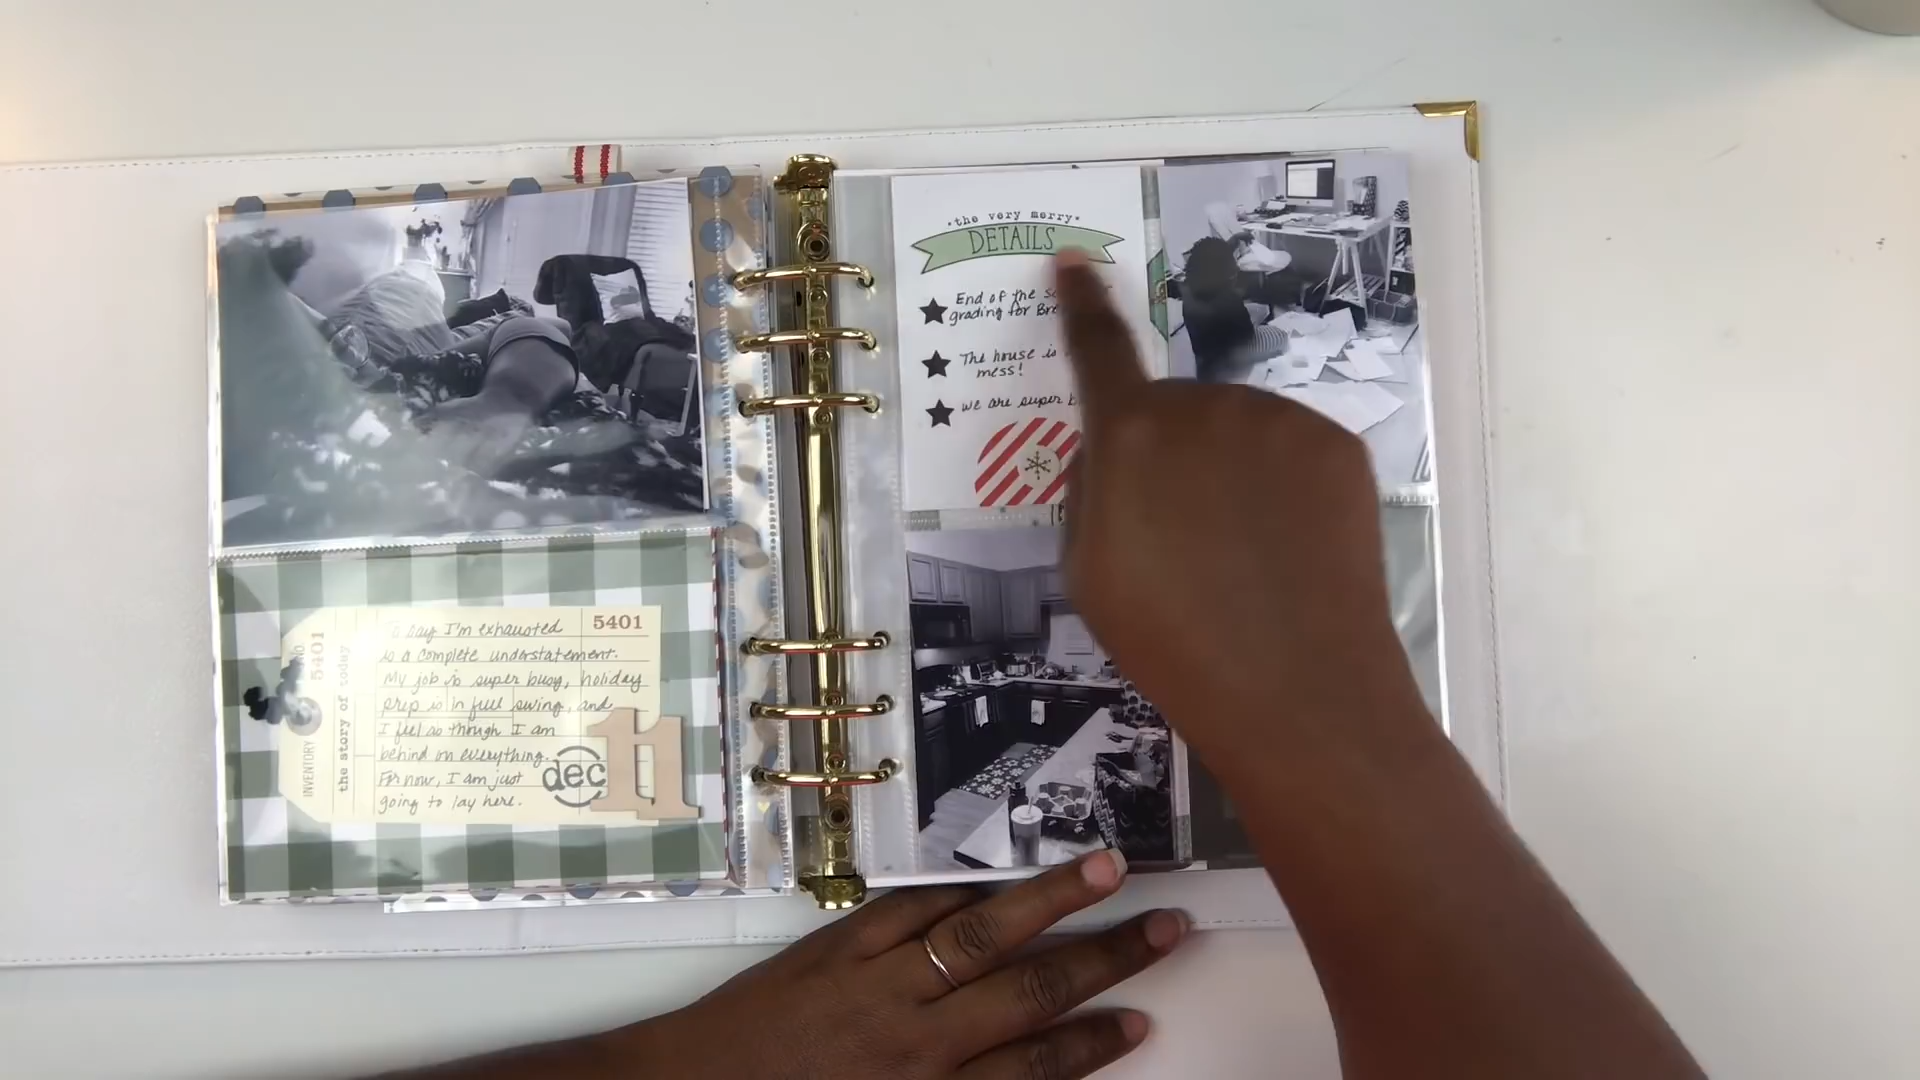 To say I'm exhausted
is a complete understatement.
My job is super busy, holiday
prep is in full swing, and
I feel as though I am
behind on everything.
For now, I am just
going to lay here.
5401
No.
5401
INVENTORY
the story of today
dec
11
the very merry
DETAILS
End of the
grading for
The house is
mess!
we are super